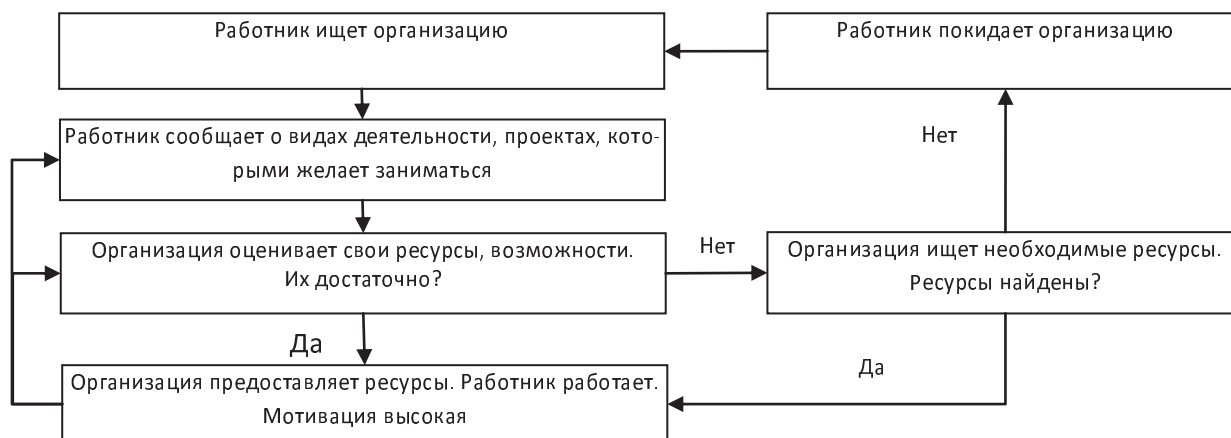 Работник ищет организацию
Работник покидает организацию
Работник сообщает о видах деятельности, проектах, кото-
рыми желает заниматься
Нет
Организация оценивает свои ресурсы, возможности.
Их достаточно?
Нет
Организация ищет необходимые ресурсы.
Ресурсы найдены?
Да
Да
Организация предоставляет ресурсы. Работник работает.
Мотивация высокая